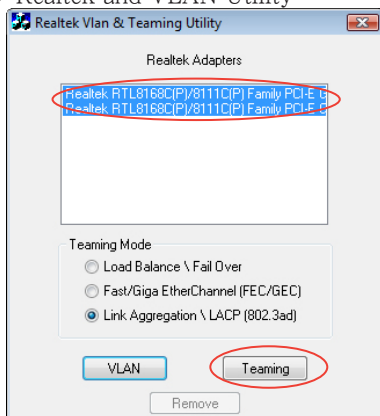 Realtek and VLAN Utility
Realtek Vlan & Teaming Utility
Realtek Adapters
Realtek RTL8168C(P)/8111C(P) Family PCI-E G
Realtek RTL8168C(P)/8111C(P) Family PCI-E G
Teaming Mode
Load Balance \ Fail Over
Fast/Giga EtherChannel (FEC/GEC)
Link Aggregation \ LACP (802.3ad)
VLAN Teaming
Remove